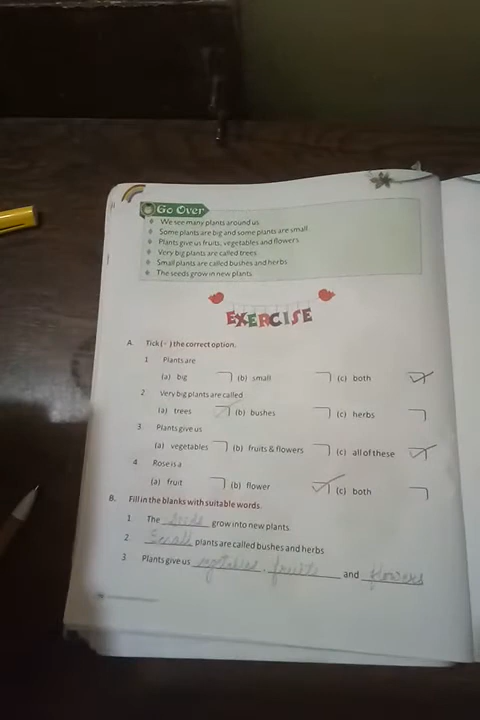 Go Over
We see many plants around us
Some plants are big and some plants are small
Plants give us fruits, vegetables and flowers
Very big plants are called trees
Small plants are called bushes and herbs
The seeds grow in new plants
EXERCISE
A. Tick ( ) the correct option.
1 Plants are
(a) big (b) small (c) both
2 Very big plants are called
(a) trees (b) bushes (c) herbs
3 Plants give us
(a) vegetables (b) fruits & flowers (c) all of these
4 Rose is a
(a) fruit (b) flower (c) both
B. Fill in the blanks with suitable words.
1 The seeds grow into new plants
2 Small plants are called bushes and herbs
3 Plants give us vegetables, fruits and flowers